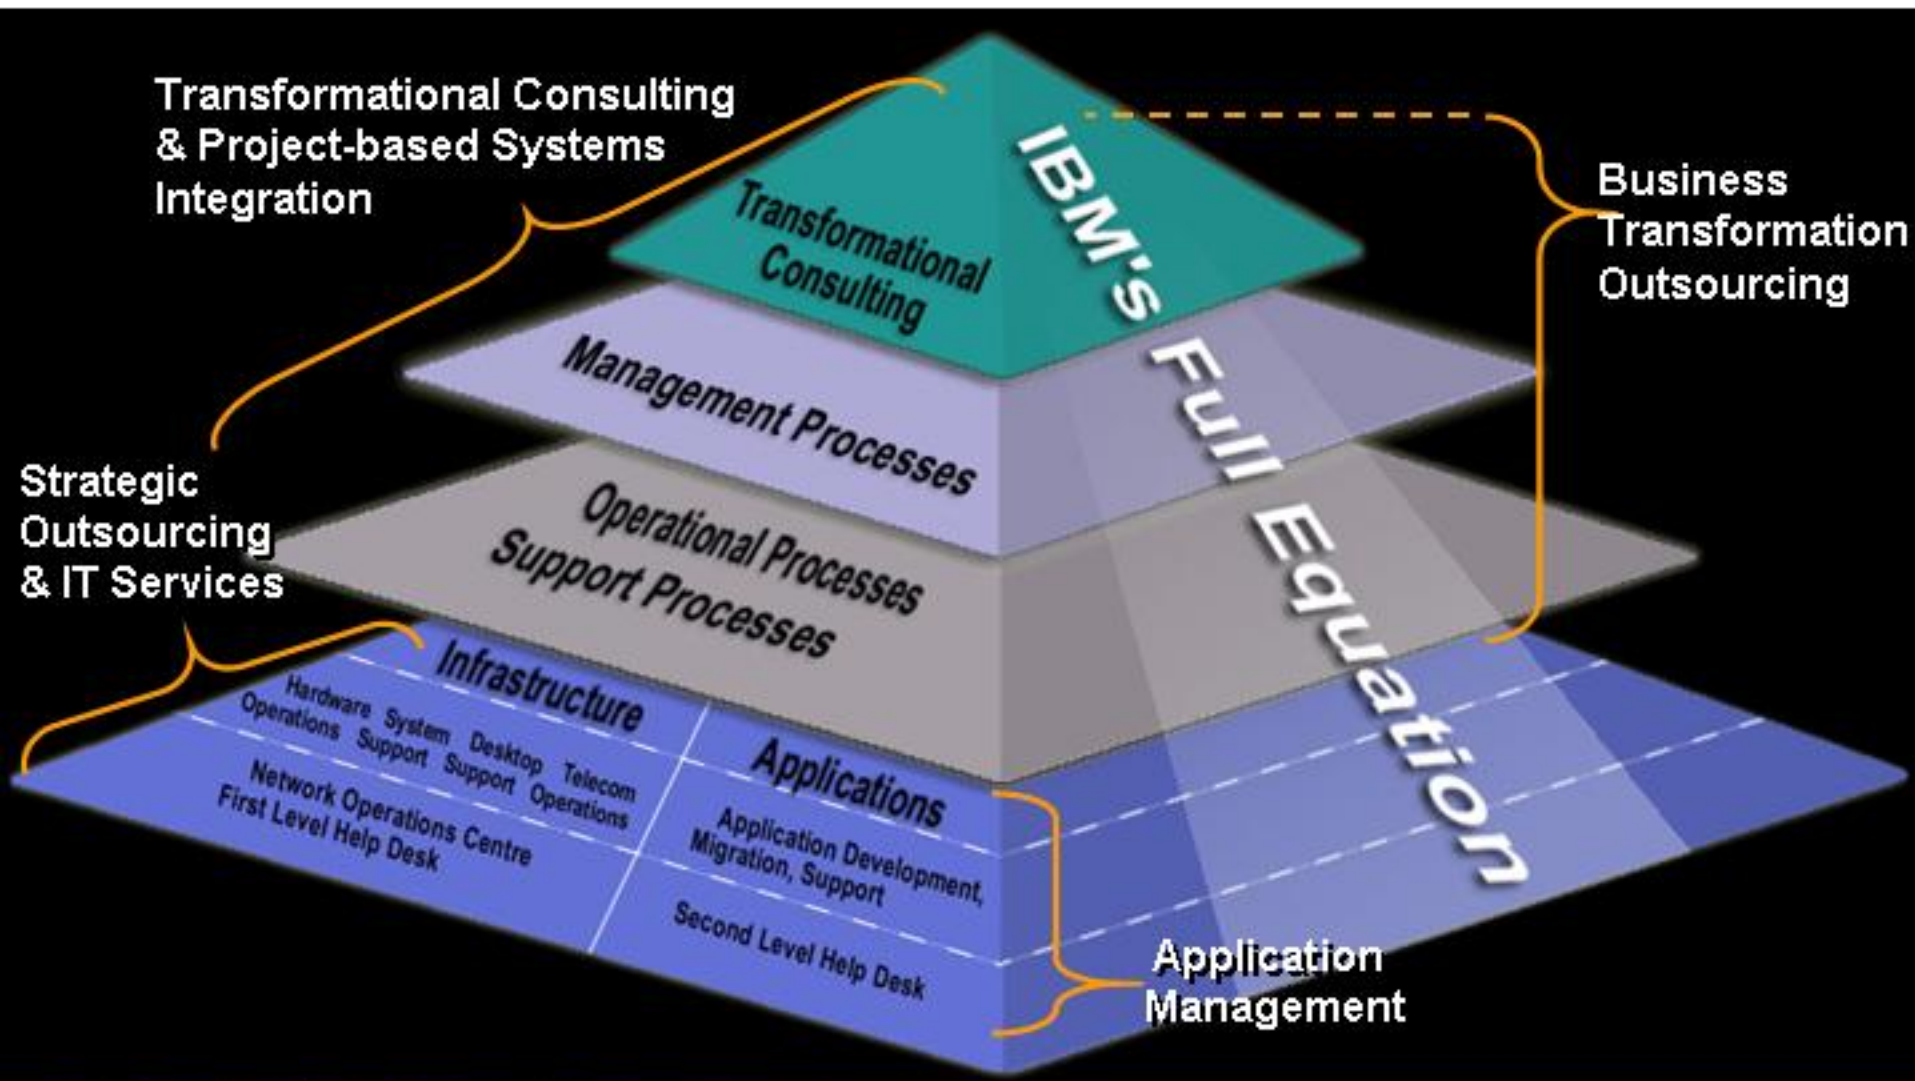 Transformational Consulting
& Project-based Systems
Integration
Business
Transformation
Outsourcing
Strategic
Outsourcing
& IT Services
Transformational
Consulting
Management Processes
Operational Processes
Support Processes
Infrastructure
Hardware System Desktop Telecom
Operations Support Support Operations
Network Operations Centre
First Level Help Desk
Applications
Application Development,
Migration, Support
Second Level Help Desk
IBM's Full Equation
Application
Management